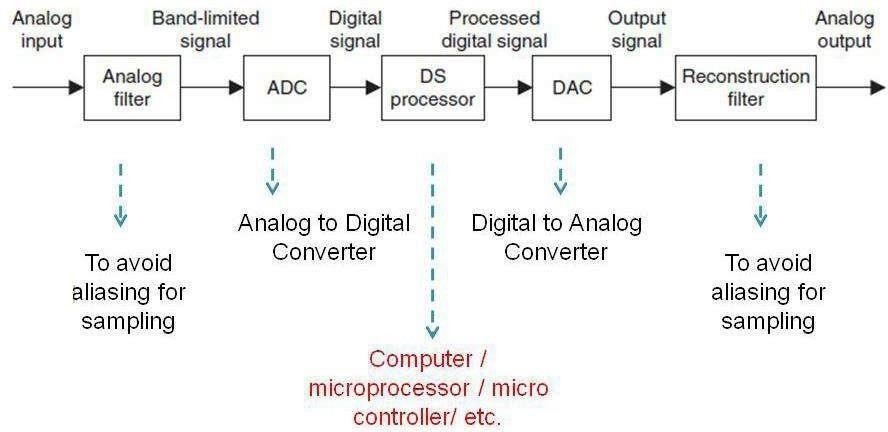 Analog
input
Band-limited
signal
Digital
signal
Processed
digital signal
Output
signal
Analog
output
Analog
filter
ADC
DS
processor
DAC
Reconstruction
filter
To avoid
aliasing for
sampling
Analog to Digital
Converter
Computer /
microprocessor / micro
controller/ etc.
Digital to Analog
Converter
To avoid
aliasing for
sampling